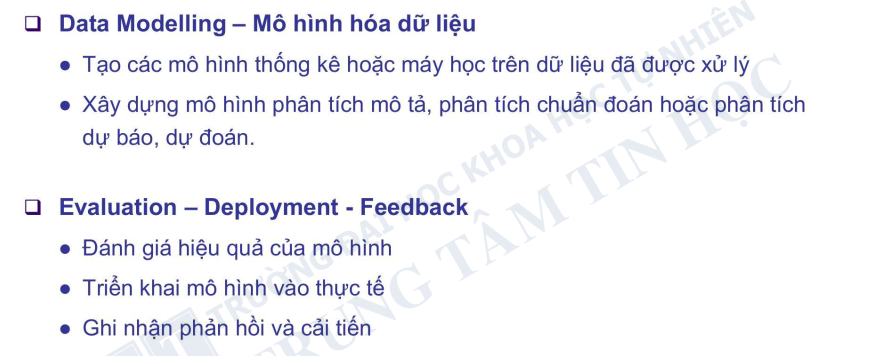 ❑ Data Modelling – Mô hình hóa dữ liệu
● Tạo các mô hình thống kê hoặc máy học trên dữ liệu đã được xử lý
● Xây dựng mô hình phân tích mô tả, phân tích chuẩn đoán hoặc phân tích
dự báo, dự đoán.
❑ Evaluation – Deployment - Feedback
● Đánh giá hiệu quả của mô hình
● Triển khai mô hình vào thực tế
● Ghi nhận phản hồi và cải tiến
TRƯỜNG ĐẠI HỌC KHOA HỌC TỰ NHIÊN
TRUNG TÂM TIN HỌC